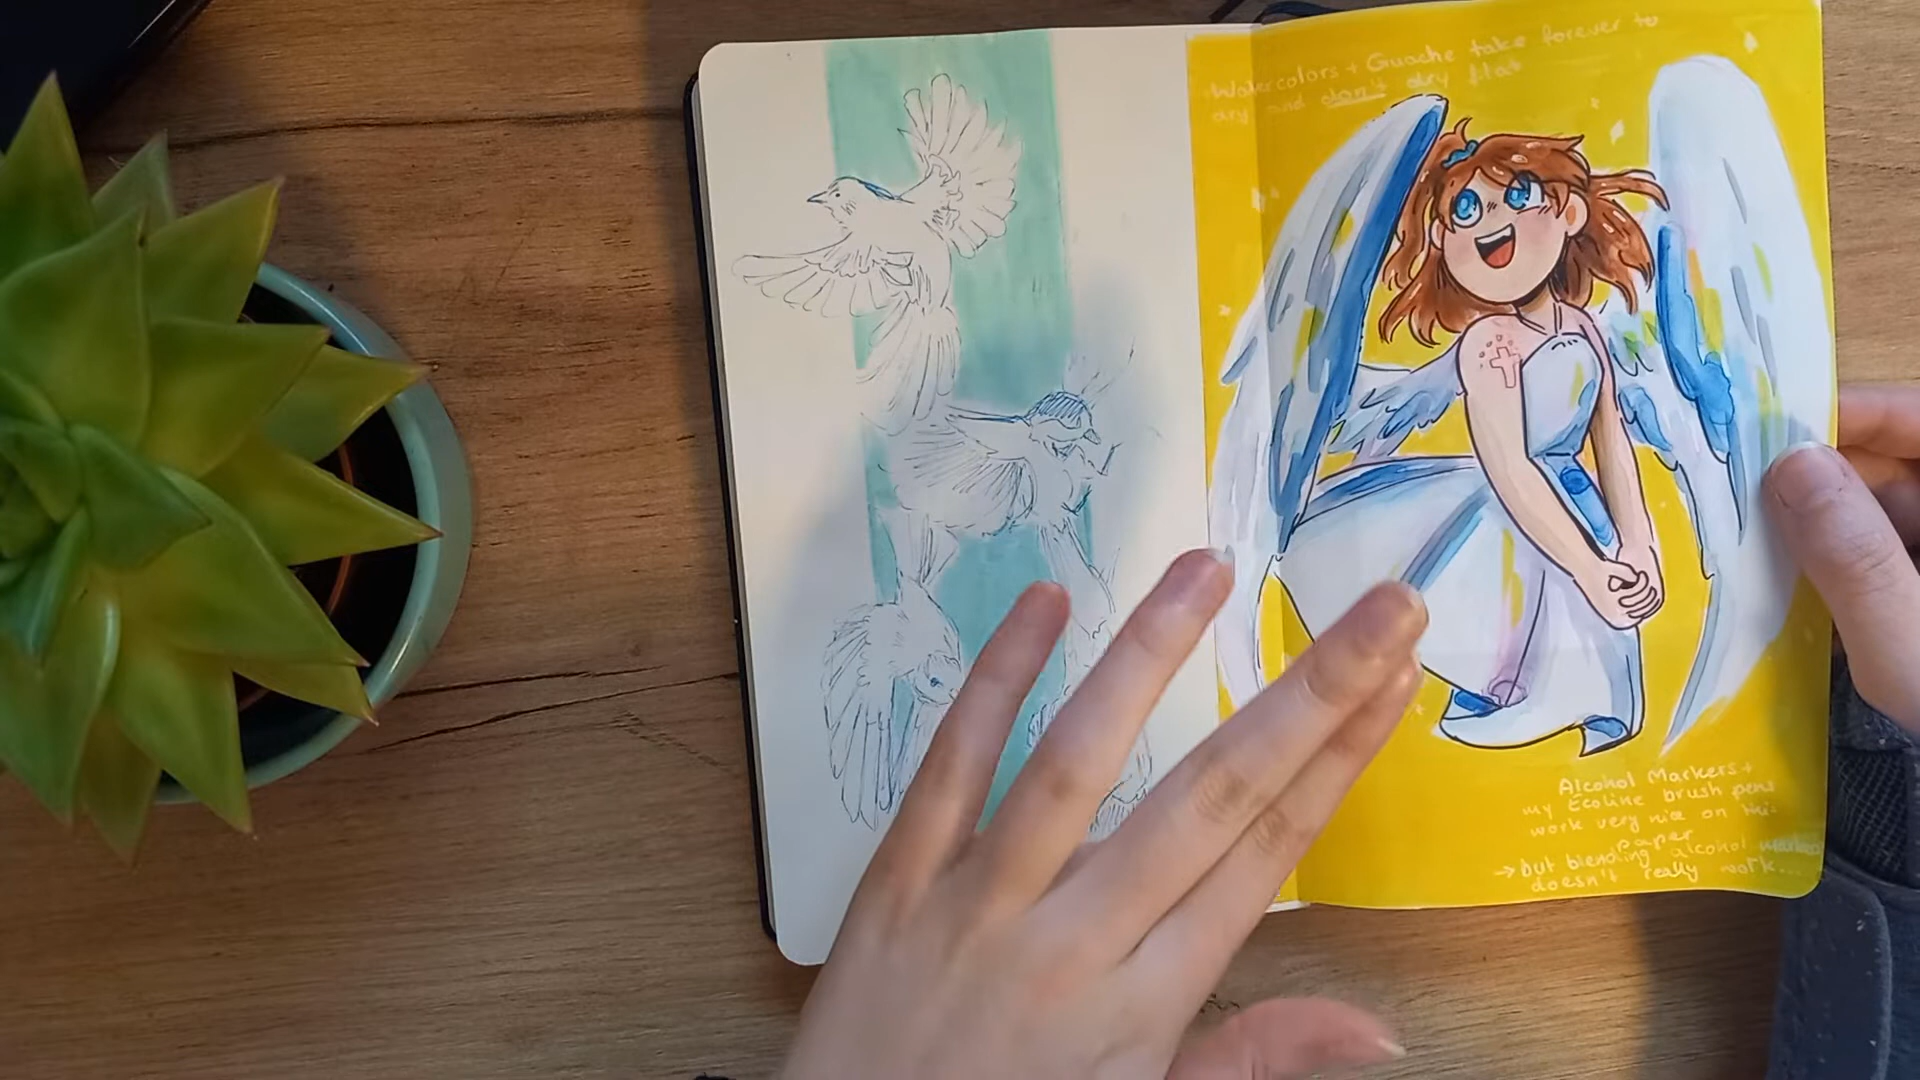 Watercolors + Guache take forever to
dry and don't dry flat
Alcohol Markers +
my Ecoline brush pens
work very nice on this
paper
→ but blending alcohol markers
doesn't really work...